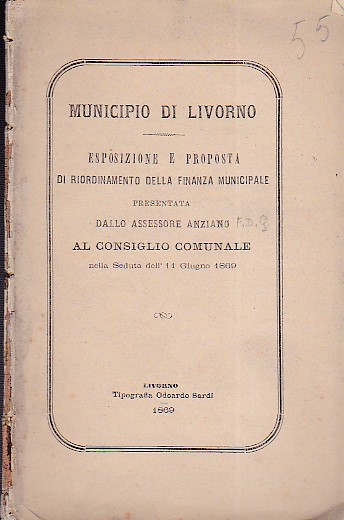 55
MUNICIPIO DI LIVORNO
ESPOSIZIONE E PROPOSTA
DI RIORDINAMENTO DELLA FINANZA MUNICIPALE
PRESENTATA
DALLO ASSESSORE ANZIANO F.D.G
AL CONSIGLIO COMUNALE
nella Seduta dell' 11 Giugno 1869
LIVORNO
Tipografia Odoardo Sardi
1869